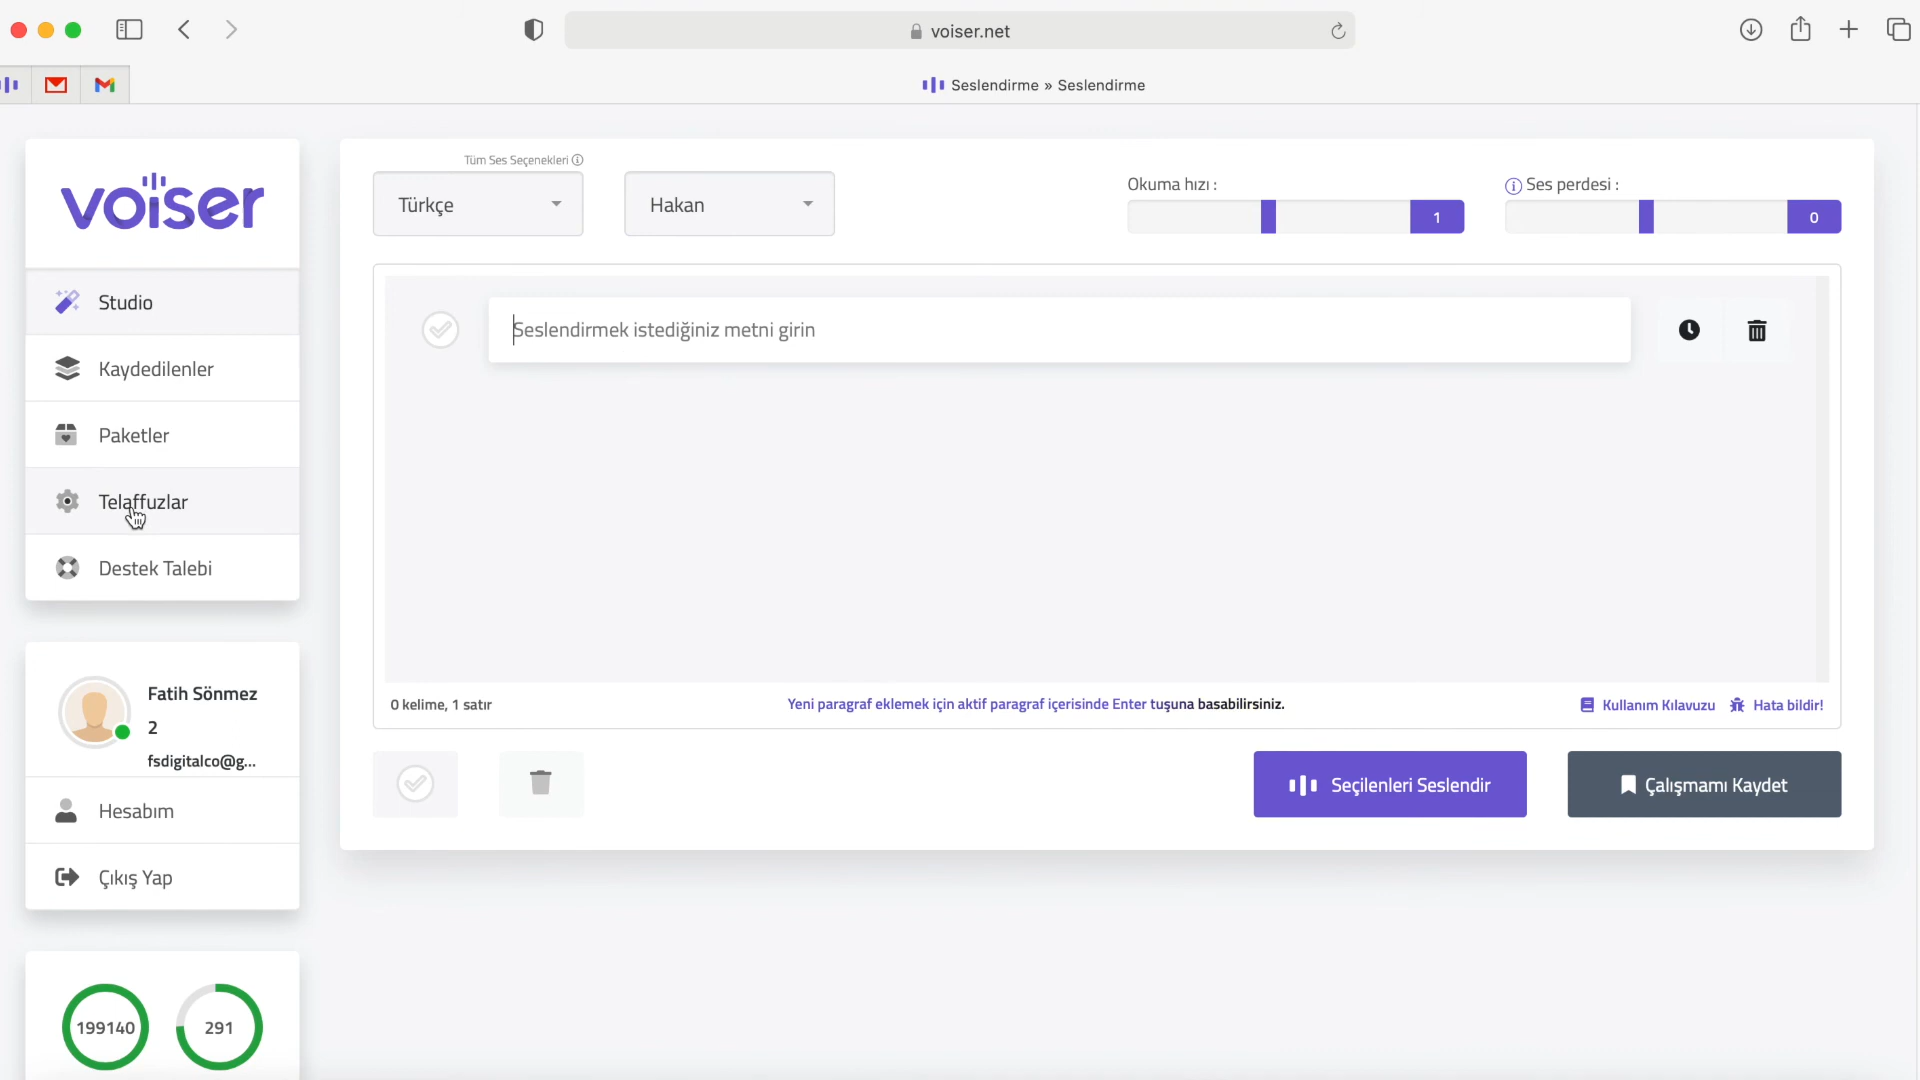 voiser.net
Seslendirme » Seslendirme
voiser
Studio
Kaydedilenler
Paketler
Telaffuzlar
Destek Talebi
Fatih Sönmez
2
fsdigitalco@g...
Hesabım
Çıkış Yap
199140
291
Tüm Ses Seçenekleri
Türkçe
Hakan
Okuma hızı :
1
Ses perdesi :
0
Seslendirmek istediğiniz metni girin
0 kelime, 1 satır
Yeni paragraf eklemek için aktif paragraf içerisinde Enter tuşuna basabilirsiniz.
Kullanım Kılavuzu
Hata bildir!
Seçilenleri Seslendir
Çalışmamı Kaydet